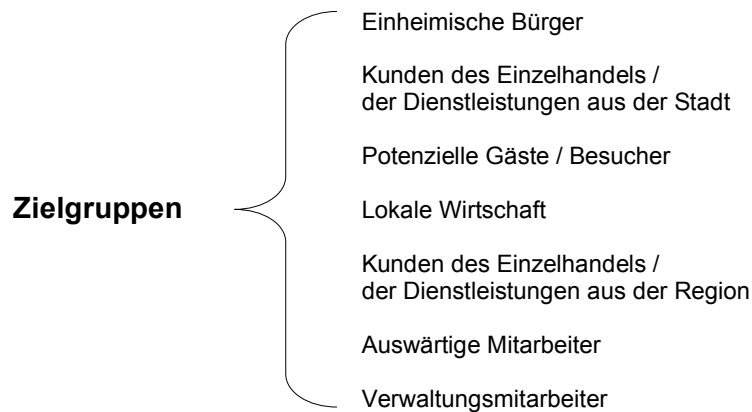 Einheimische Bürger
Kunden des Einzelhandels /
der Dienstleistungen aus der Stadt
Potenzielle Gäste / Besucher
Zielgruppen
Lokale Wirtschaft
Kunden des Einzelhandels /
der Dienstleistungen aus der Region
Auswärtige Mitarbeiter
Verwaltungsmitarbeiter